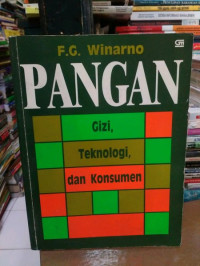 F.G. Winarno
PANGAN
Gizi,
Teknologi,
dan Konsumen